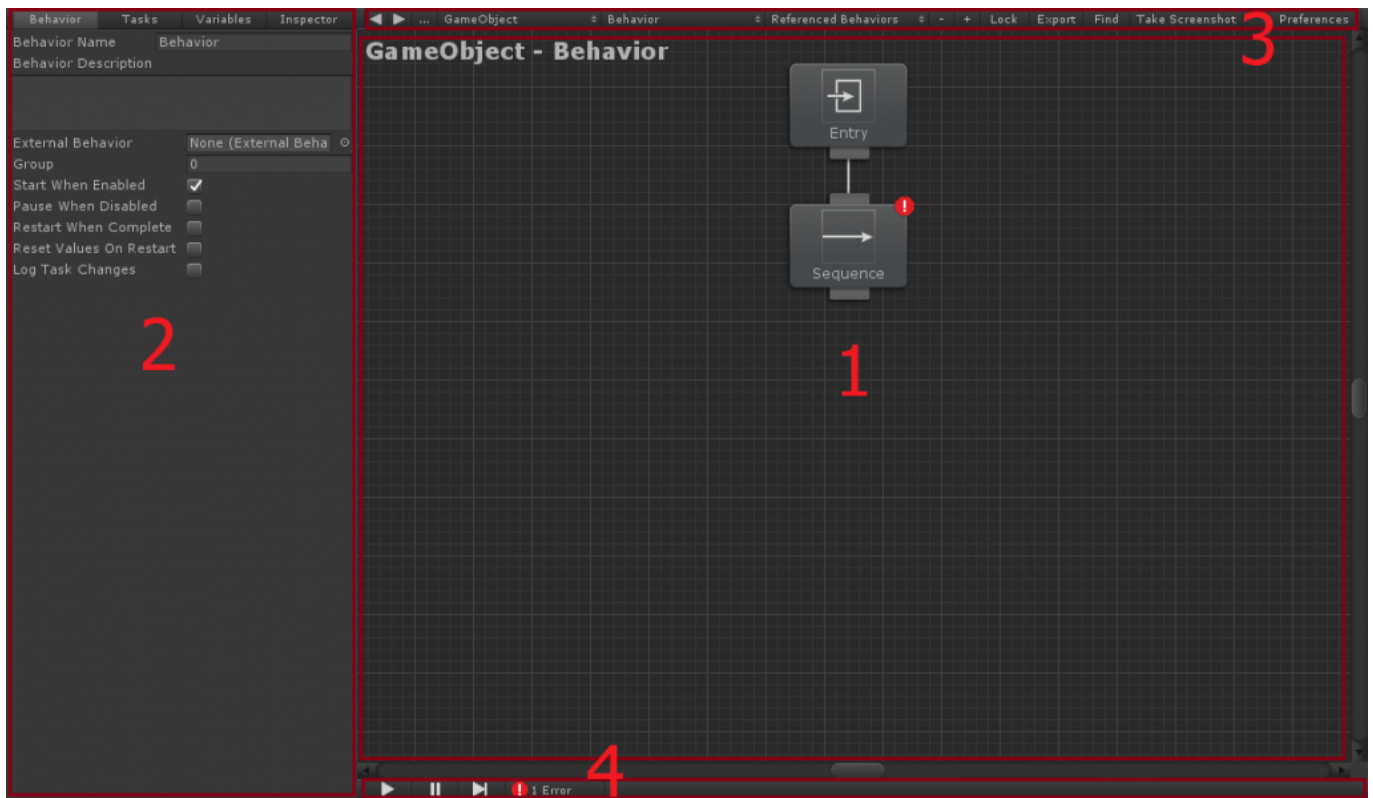 Behavior Tasks Variables Inspector
... GameObject Behavior Referenced Behaviors - + Lock Export Find Take Screenshot Preferences
3
Behavior Name Behavior
Behavior Description
External Behavior None (External Beha
Group 0
Start When Enabled
Pause When Disabled
Restart When Complete
Reset Values On Restart
Log Task Changes
2
GameObject - Behavior
Entry
!
Sequence
1
4
! 1 Error